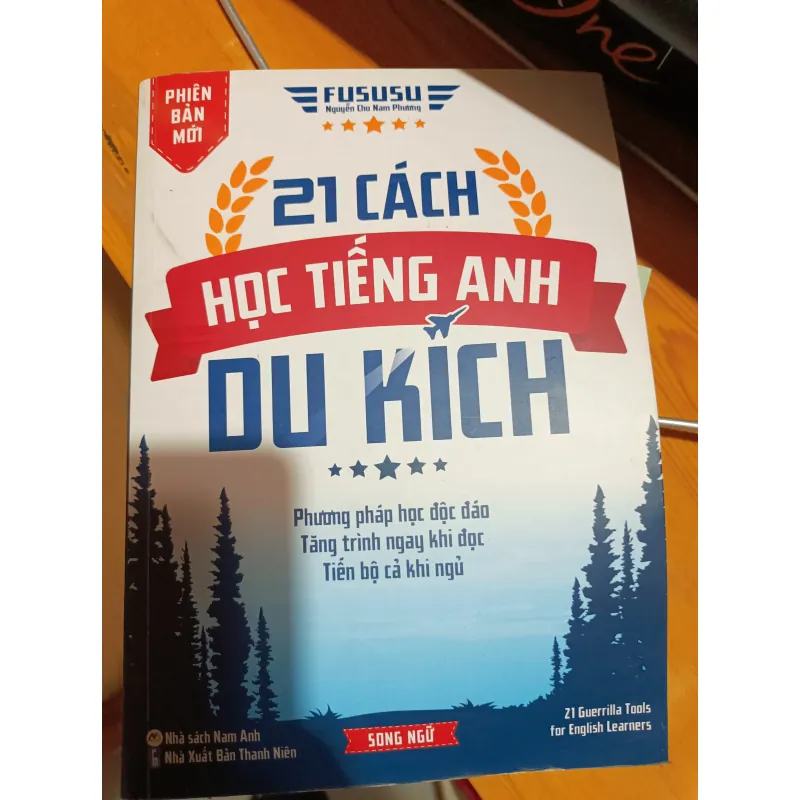 One
PHIÊN
BẢN
MỚI
FUSUSU
Nguyễn Chu Nam Phương
21 CÁCH
HỌC TIẾNG ANH
DU KÍCH
Phương pháp học độc đáo
Tăng trình ngay khi đọc
Tiến bộ cả khi ngủ
21 Guerrilla Tools
for English Learners
Nhà sách Nam Anh
Nhà Xuất Bản Thanh Niên
SONG NGỮ